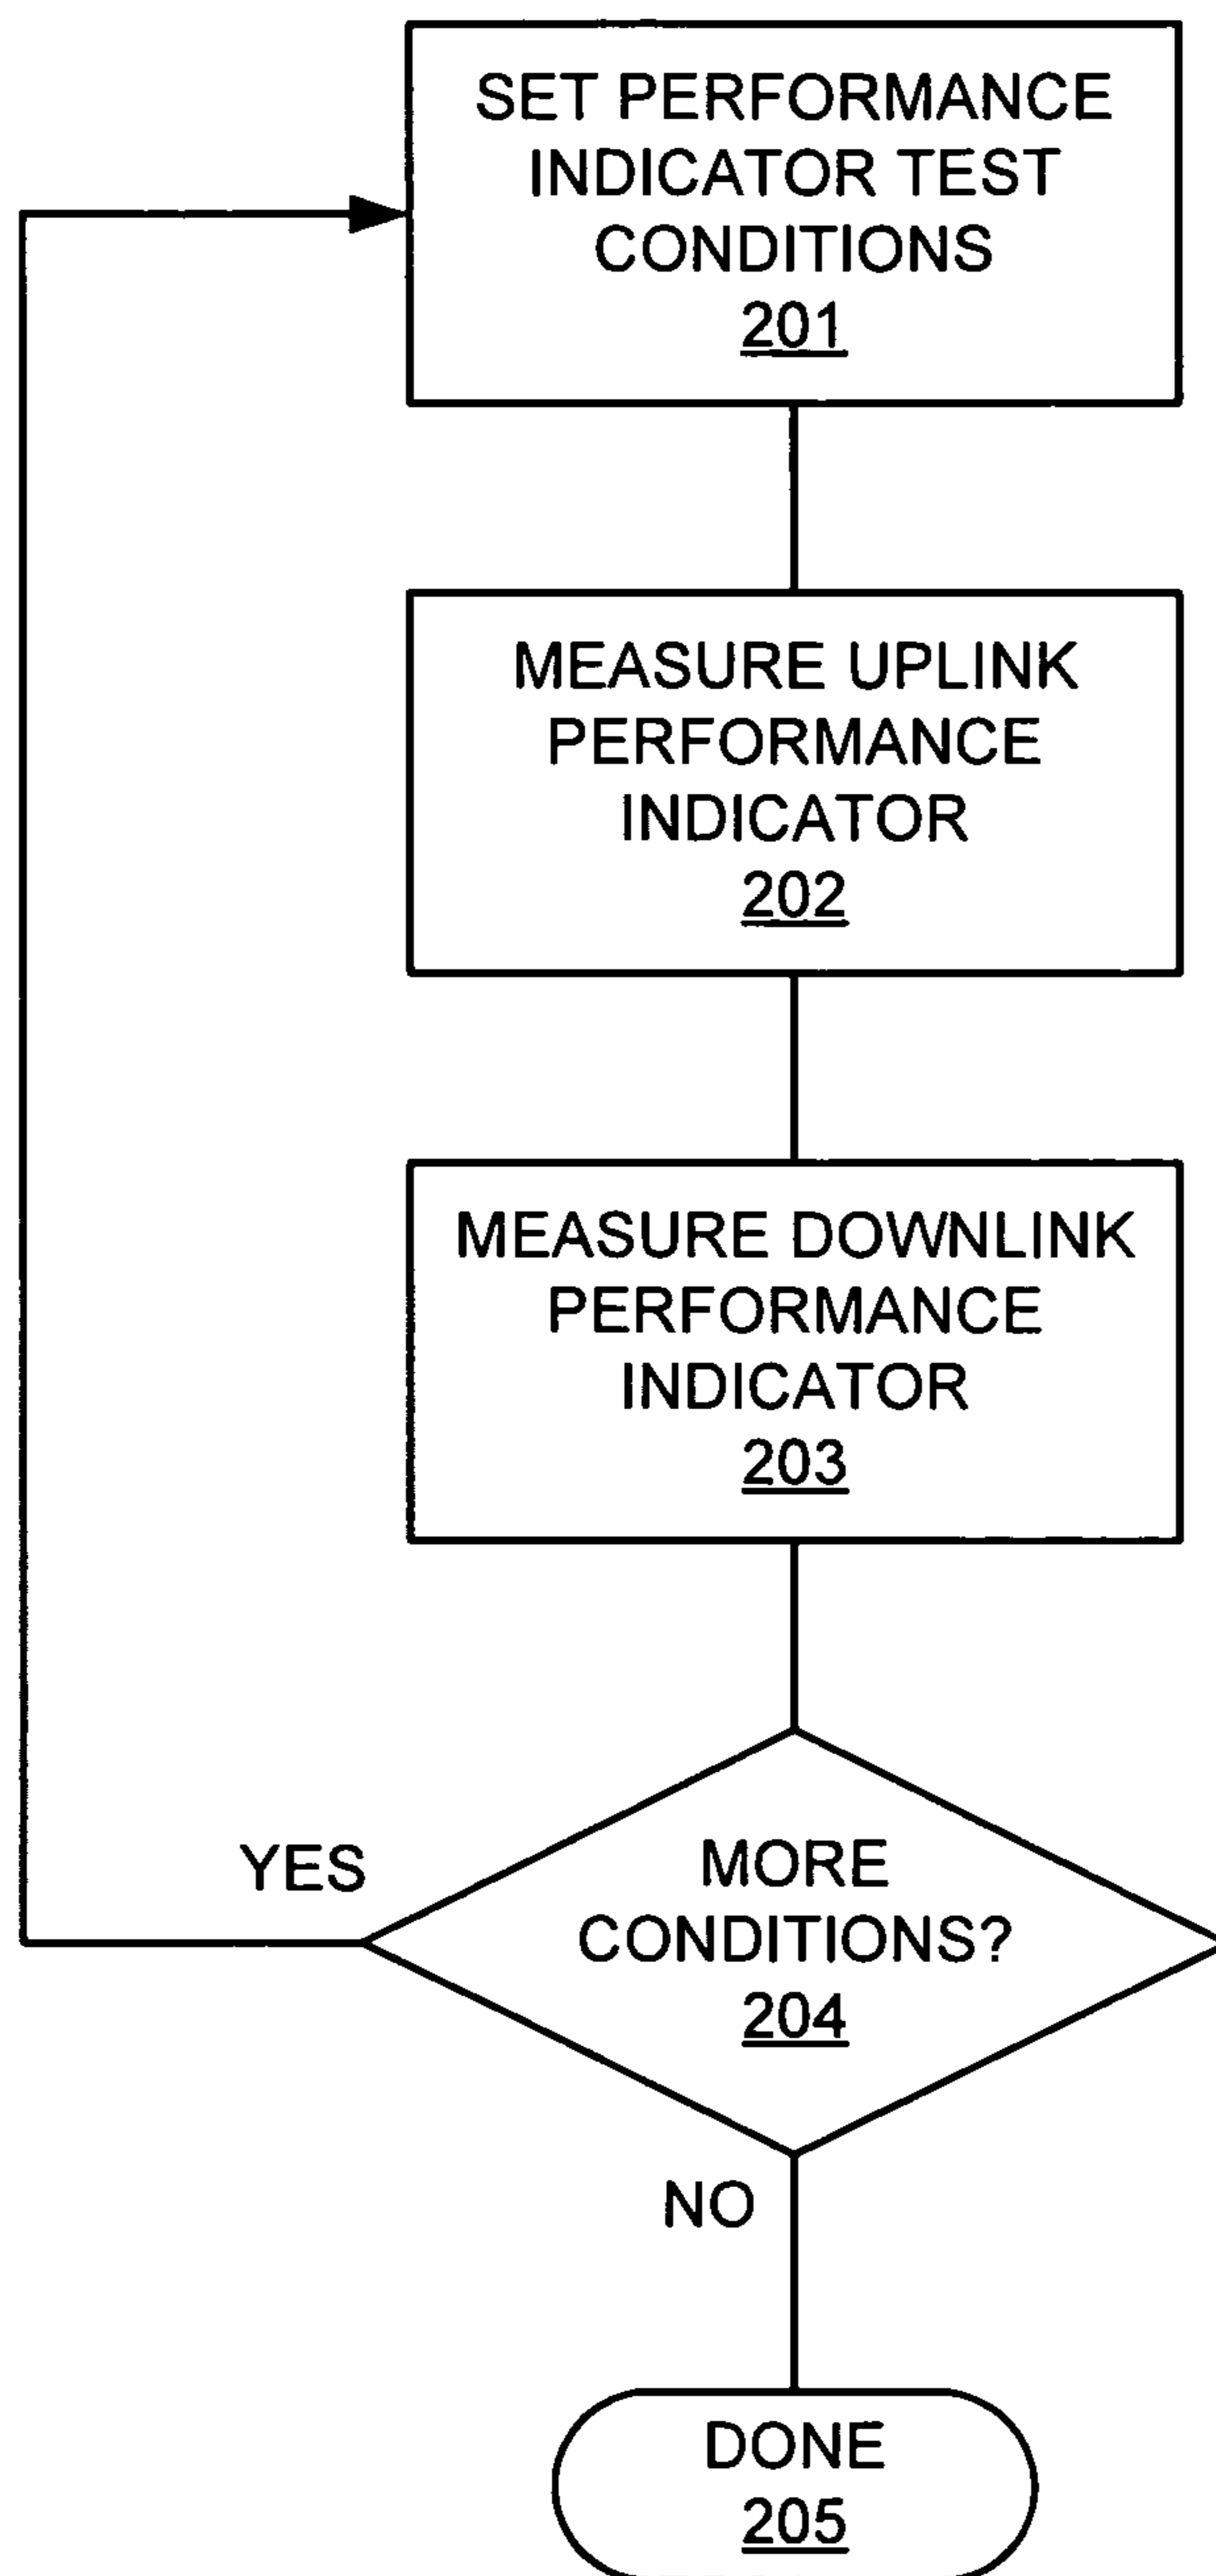 SET PERFORMANCE
INDICATOR TEST
CONDITIONS
201
MEASURE UPLINK
PERFORMANCE
INDICATOR
202
MEASURE DOWNLINK
PERFORMANCE
INDICATOR
203
YES
MORE
CONDITIONS?
204
NO
DONE
205